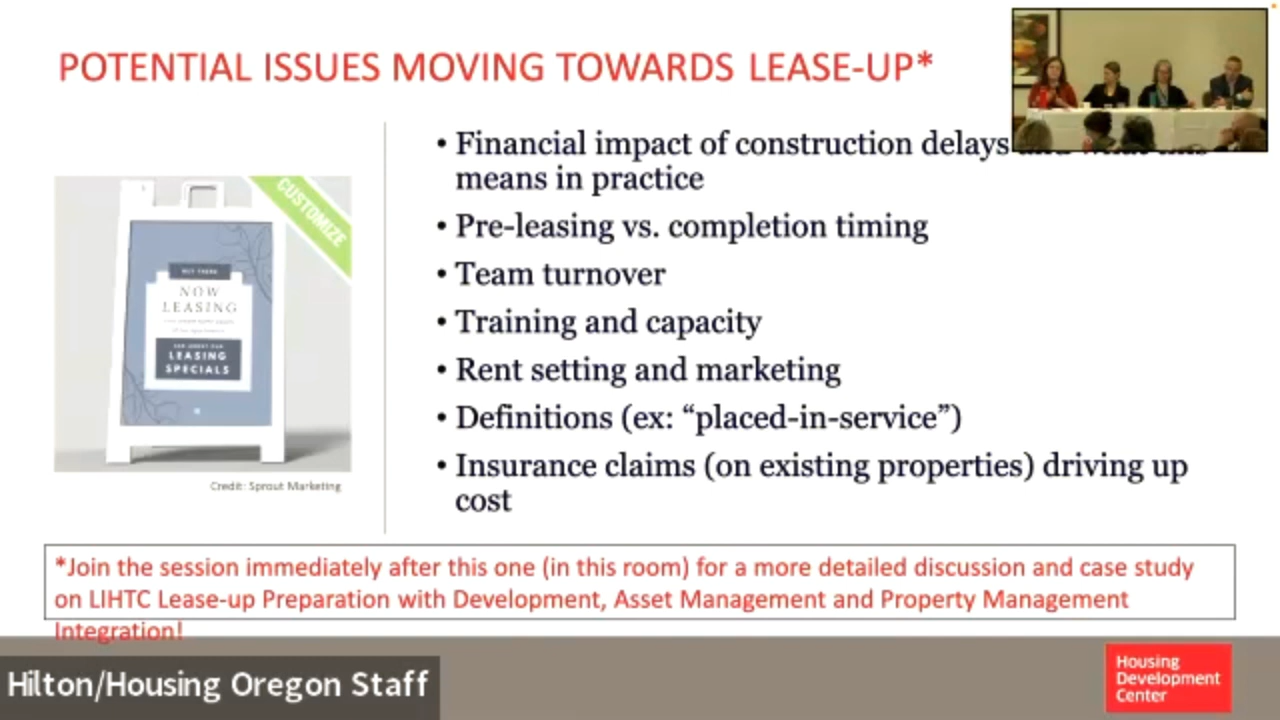 POTENTIAL ISSUES MOVING TOWARDS LEASE-UP*
• Financial impact of construction delays
means in practice
• Pre-leasing vs. completion timing
• Team turnover
• Training and capacity
• Rent setting and marketing
• Definitions (ex: “placed-in-service”)
• Insurance claims (on existing properties) driving up
cost
CUSTOMIZE
HEY THERE
NOW
LEASING
LEASING
SPECIALS
Credit: Sprout Marketing
*Join the session immediately after this one (in this room) for a more detailed discussion and case study
on LIHTC Lease-up Preparation with Development, Asset Management and Property Management
Integration!
Hilton/Housing Oregon Staff
Housing
Development
Center